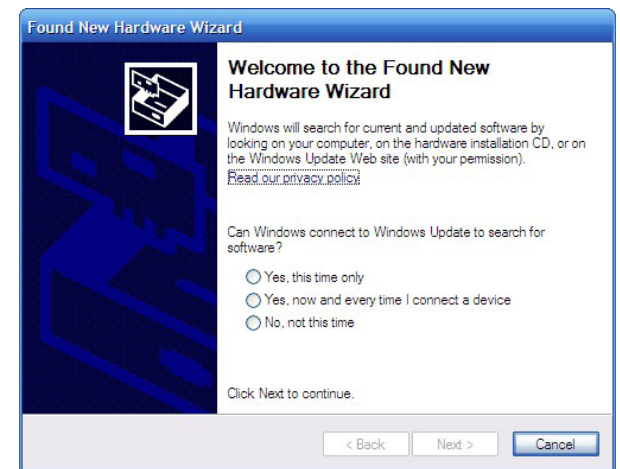 Found New Hardware Wizard
Welcome to the Found New
Hardware Wizard
Windows will search for current and updated software by
looking on your computer, on the hardware installation CD, or on
the Windows Update Web site (with your permission).
Read our privacy policy
Can Windows connect to Windows Update to search for
software?
Yes, this time only
Yes, now and every time I connect a device
No, not this time
Click Next to continue.
< Back Next > Cancel